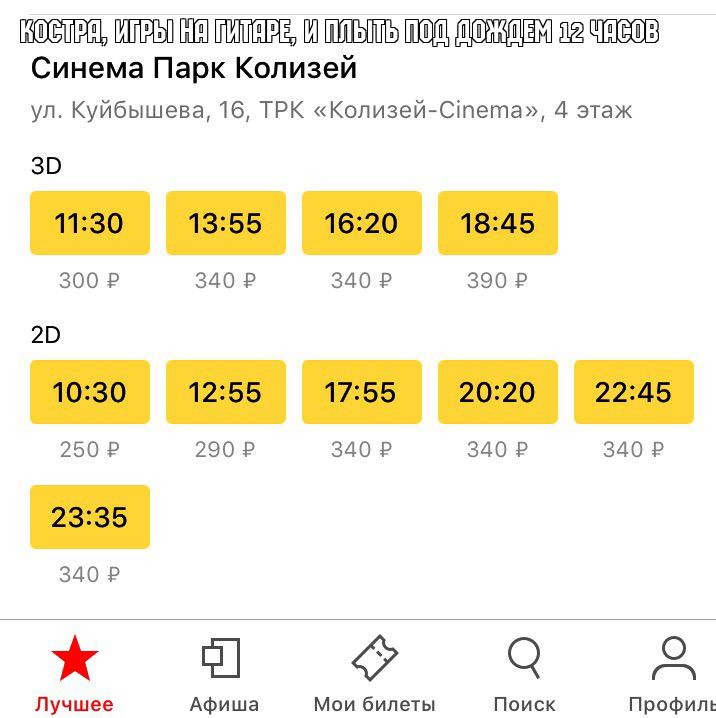 КОСТРА, ИГРЫ НА ГИТАРЕ, И ПЛЫТЬ ПОД ДОЖДЕМ 12 ЧАСОВ
Синема Парк Колизей
ул. Куйбышева, 16, ТРК «Колизей-Cinema», 4 этаж
3D
11:30 13:55 16:20 18:45
300 ₽ 340 ₽ 340 ₽ 390 ₽
2D
10:30 12:55 17:55 20:20 22:45
250 ₽ 290 ₽ 340 ₽ 340 ₽ 340 ₽
23:35
340 ₽
Лучшее Афиша Мои билеты Поиск Профиль